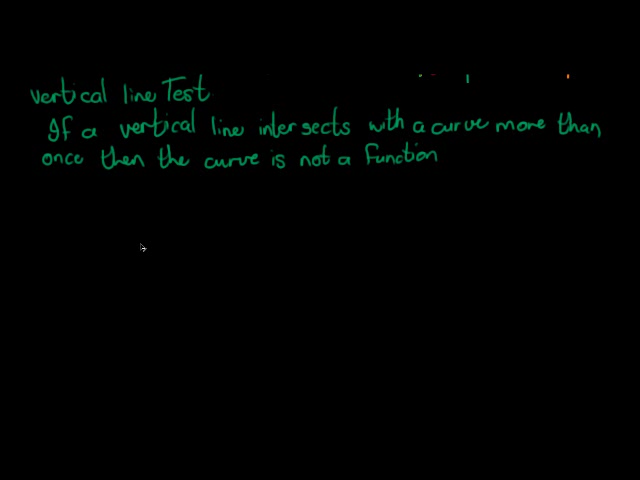 vertical line Test
If a vertical line intersects with a curve more than
once then the curve is not a function